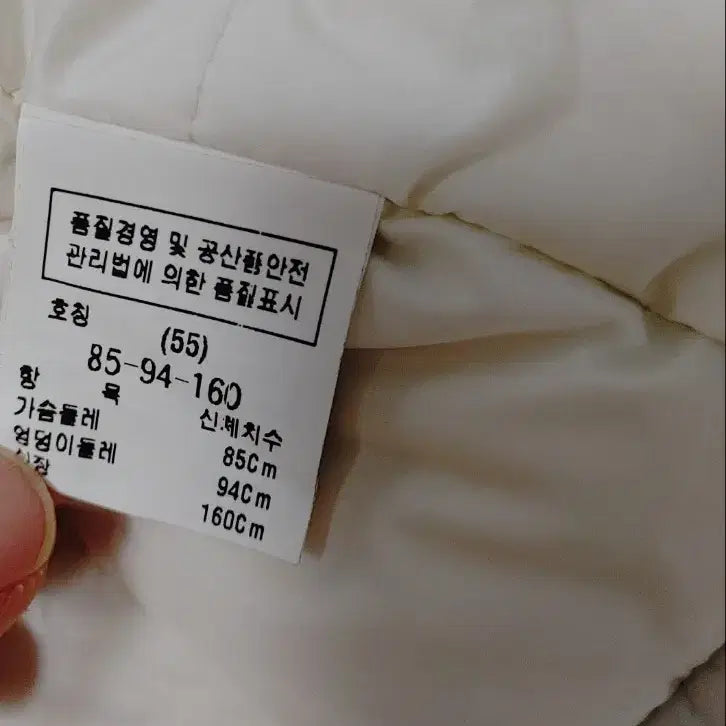 품질경영 및 공산품안전
관리법에 의한 품질표시
호칭 (55)
85-94-160
항 목 신체치수
가슴둘레 85Cm
엉덩이둘레 94Cm
신장 160Cm